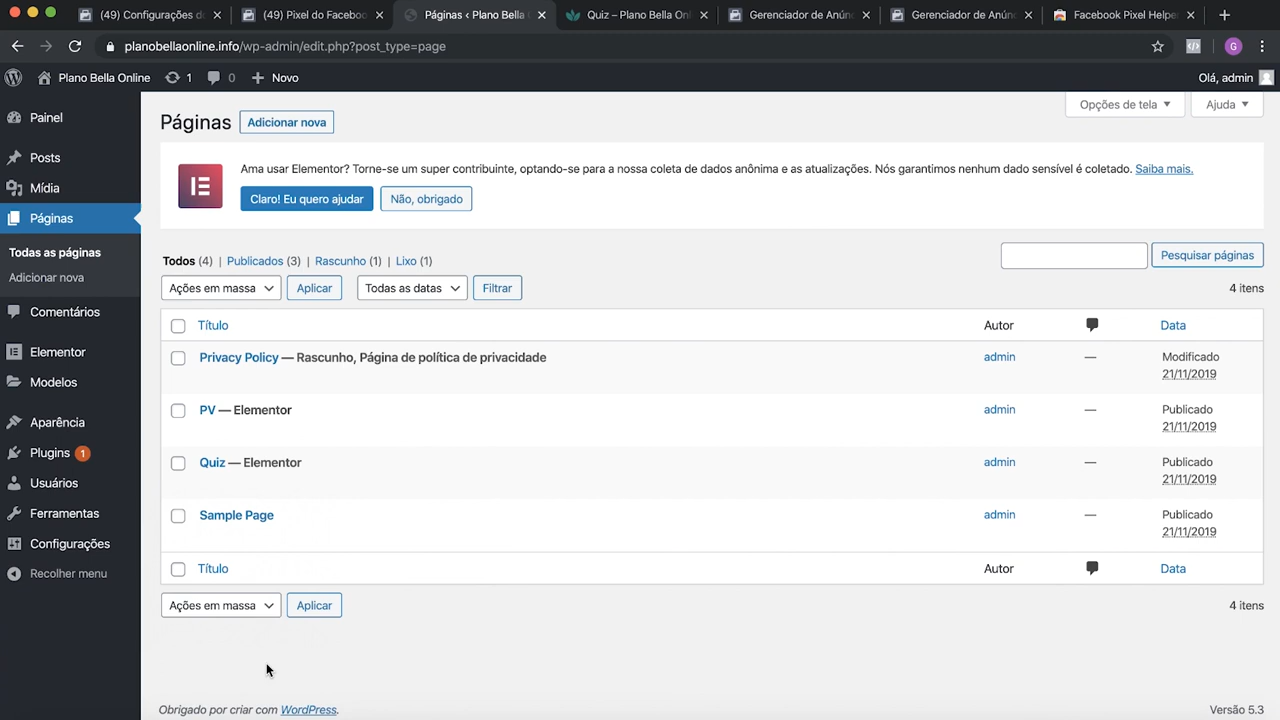 (49) Configurações d
(49) Pixel do Faceboo
Páginas ‹ Plano Bella
Quiz – Plano Bella Onl
Gerenciador de Anún
Gerenciador de Anún
Facebook Pixel Helpe
planobellaonline.info/wp-admin/edit.php?post_type=page
G
Plano Bella Online
1
0
Novo
Olá, admin
Painel
Posts
Mídia
Páginas
Todas as páginas
Adicionar nova
Comentários
Elementor
Modelos
Aparência
Plugins 1
Usuários
Ferramentas
Configurações
Recolher menu
Opções de tela
Ajuda
Páginas
Adicionar nova
Ama usar Elementor? Torne-se um super contribuinte, optando-se para a nossa coleta de dados anônima e as atualizações. Nós garantimos nenhum dado sensível é coletado. Saiba mais.
Claro! Eu quero ajudar
Não, obrigado
Todos (4) | Publicados (3) | Rascunho (1) | Lixo (1)
Pesquisar páginas
Ações em massa
Aplicar
Todas as datas
Filtrar
4 itens
Título
Autor
Data
Privacy Policy — Rascunho, Página de política de privacidade
admin
—
Modificado
21/11/2019
PV — Elementor
admin
—
Publicado
21/11/2019
Quiz — Elementor
admin
—
Publicado
21/11/2019
Sample Page
admin
—
Publicado
21/11/2019
Título
Autor
Data
Ações em massa
Aplicar
4 itens
Obrigado por criar com WordPress.
Versão 5.3